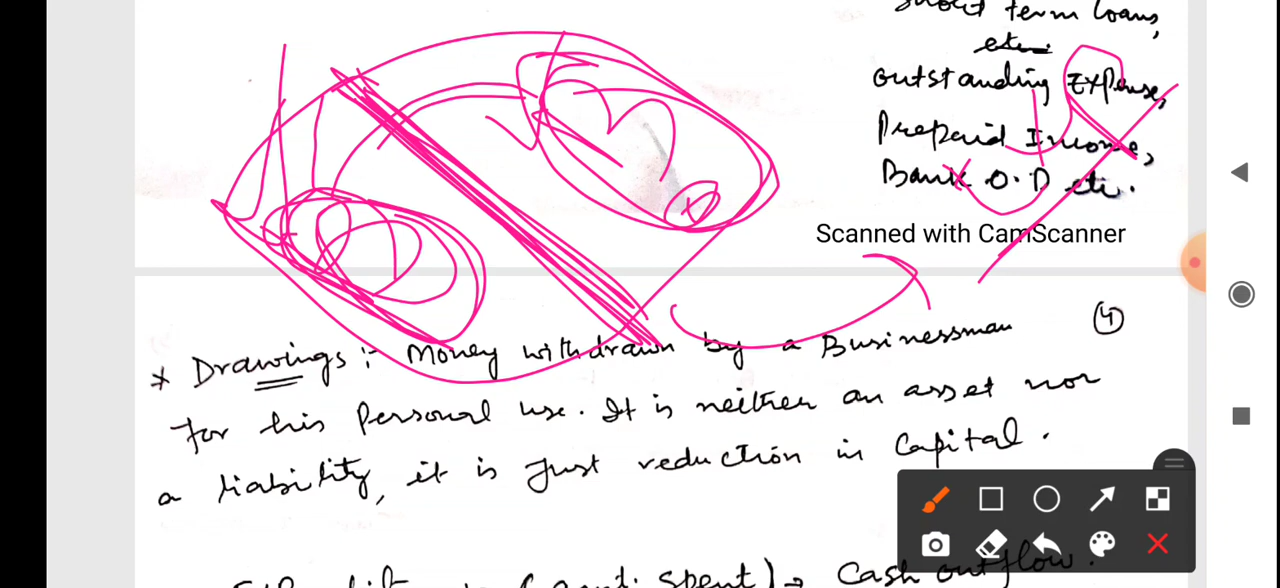 short term loans,
etc
outstanding Expense,
Prepaid Income,
Bank O.D etc.
Scanned with CamScanner
4
* Drawings :- Money withdrawn by a Businessman
for his Personal use. It is neither an asset nor
a liability, it is Just reduction in Capital.
spent) → Cash outflow.